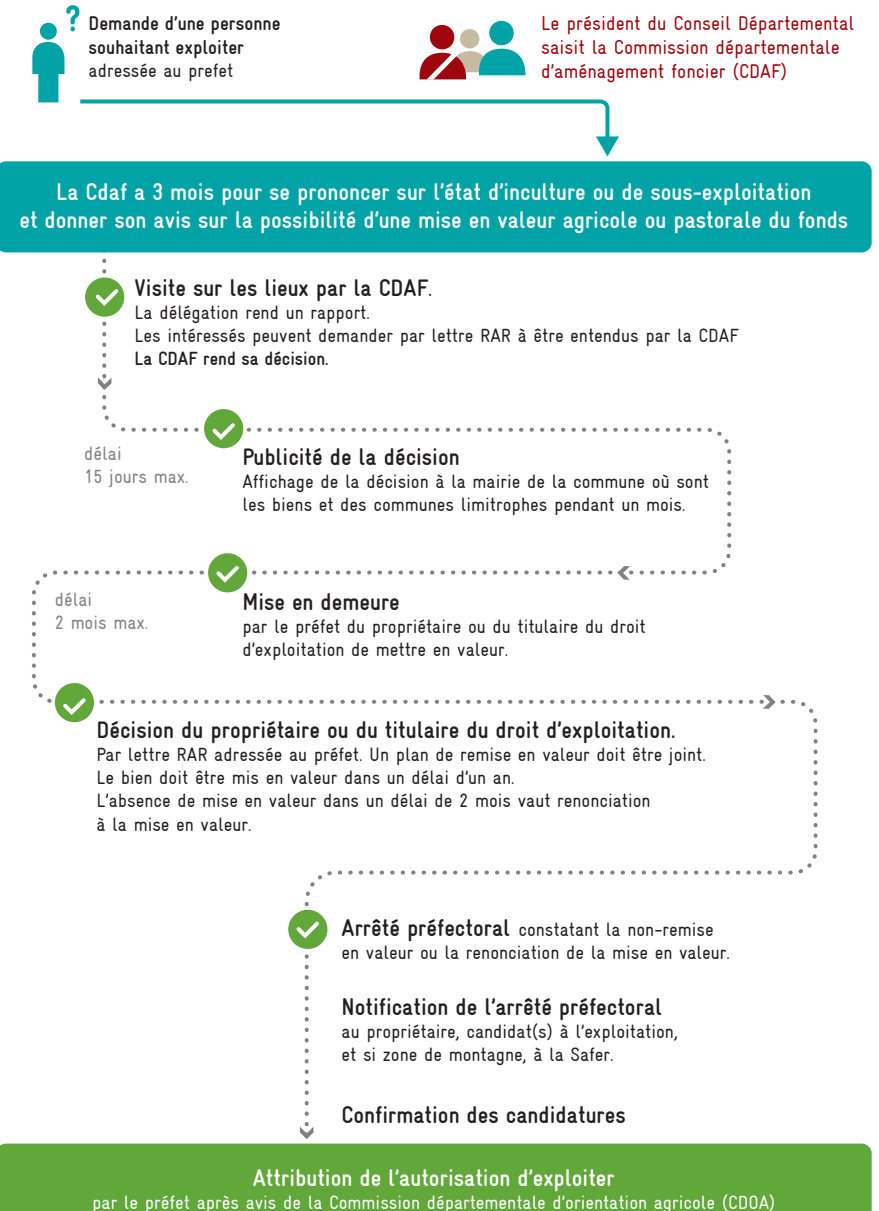 ?
Demande d'une personne
souhaitant exploiter
adressée au prefet
Le président du Conseil Départemental
saisit la Commission départementale
d'aménagement foncier (CDAF)
La Cdaf a 3 mois pour se prononcer sur l'état d'inculture ou de sous-exploitation
et donner son avis sur la possibilité d'une mise en valeur agricole ou pastorale du fonds
Visite sur les lieux par la CDAF.
La délégation rend un rapport.
Les intéressés peuvent demander par lettre RAR à être entendus par la CDAF
La CDAF rend sa décision.
délai
15 jours max.
Publicité de la décision
Affichage de la décision à la mairie de la commune où sont
les biens et des communes limitrophes pendant un mois.
délai
2 mois max.
Mise en demeure
par le préfet du propriétaire ou du titulaire du droit
d'exploitation de mettre en valeur.
Décision du propriétaire ou du titulaire du droit d'exploitation.
Par lettre RAR adressée au préfet. Un plan de remise en valeur doit être joint.
Le bien doit être mis en valeur dans un délai d'un an.
L'absence de mise en valeur dans un délai de 2 mois vaut renonciation
à la mise en valeur.
Arrêté préfectoral constatant la non-remise
en valeur ou la renonciation de la mise en valeur.
Notification de l'arrêté préfectoral
au propriétaire, candidat(s) à l'exploitation,
et si zone de montagne, à la Safer.
Confirmation des candidatures
Attribution de l'autorisation d'exploiter
par le préfet après avis de la Commission départementale d'orientation agricole (CDOA)